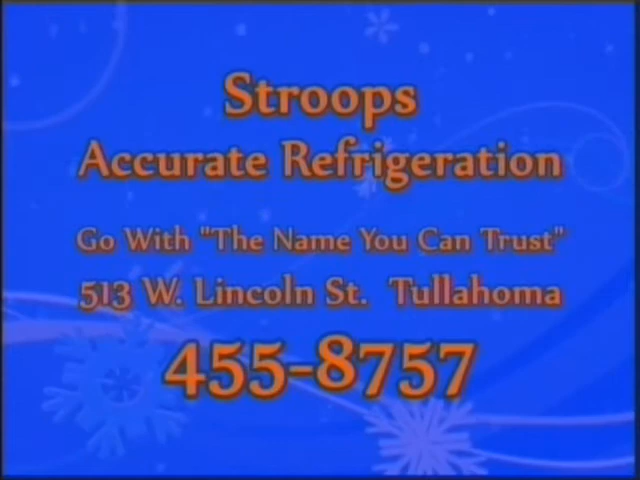 Stroops
Accurate Refrigeration
Go With "The Name You Can Trust"
513 W. Lincoln St. Tullahoma
455-8757